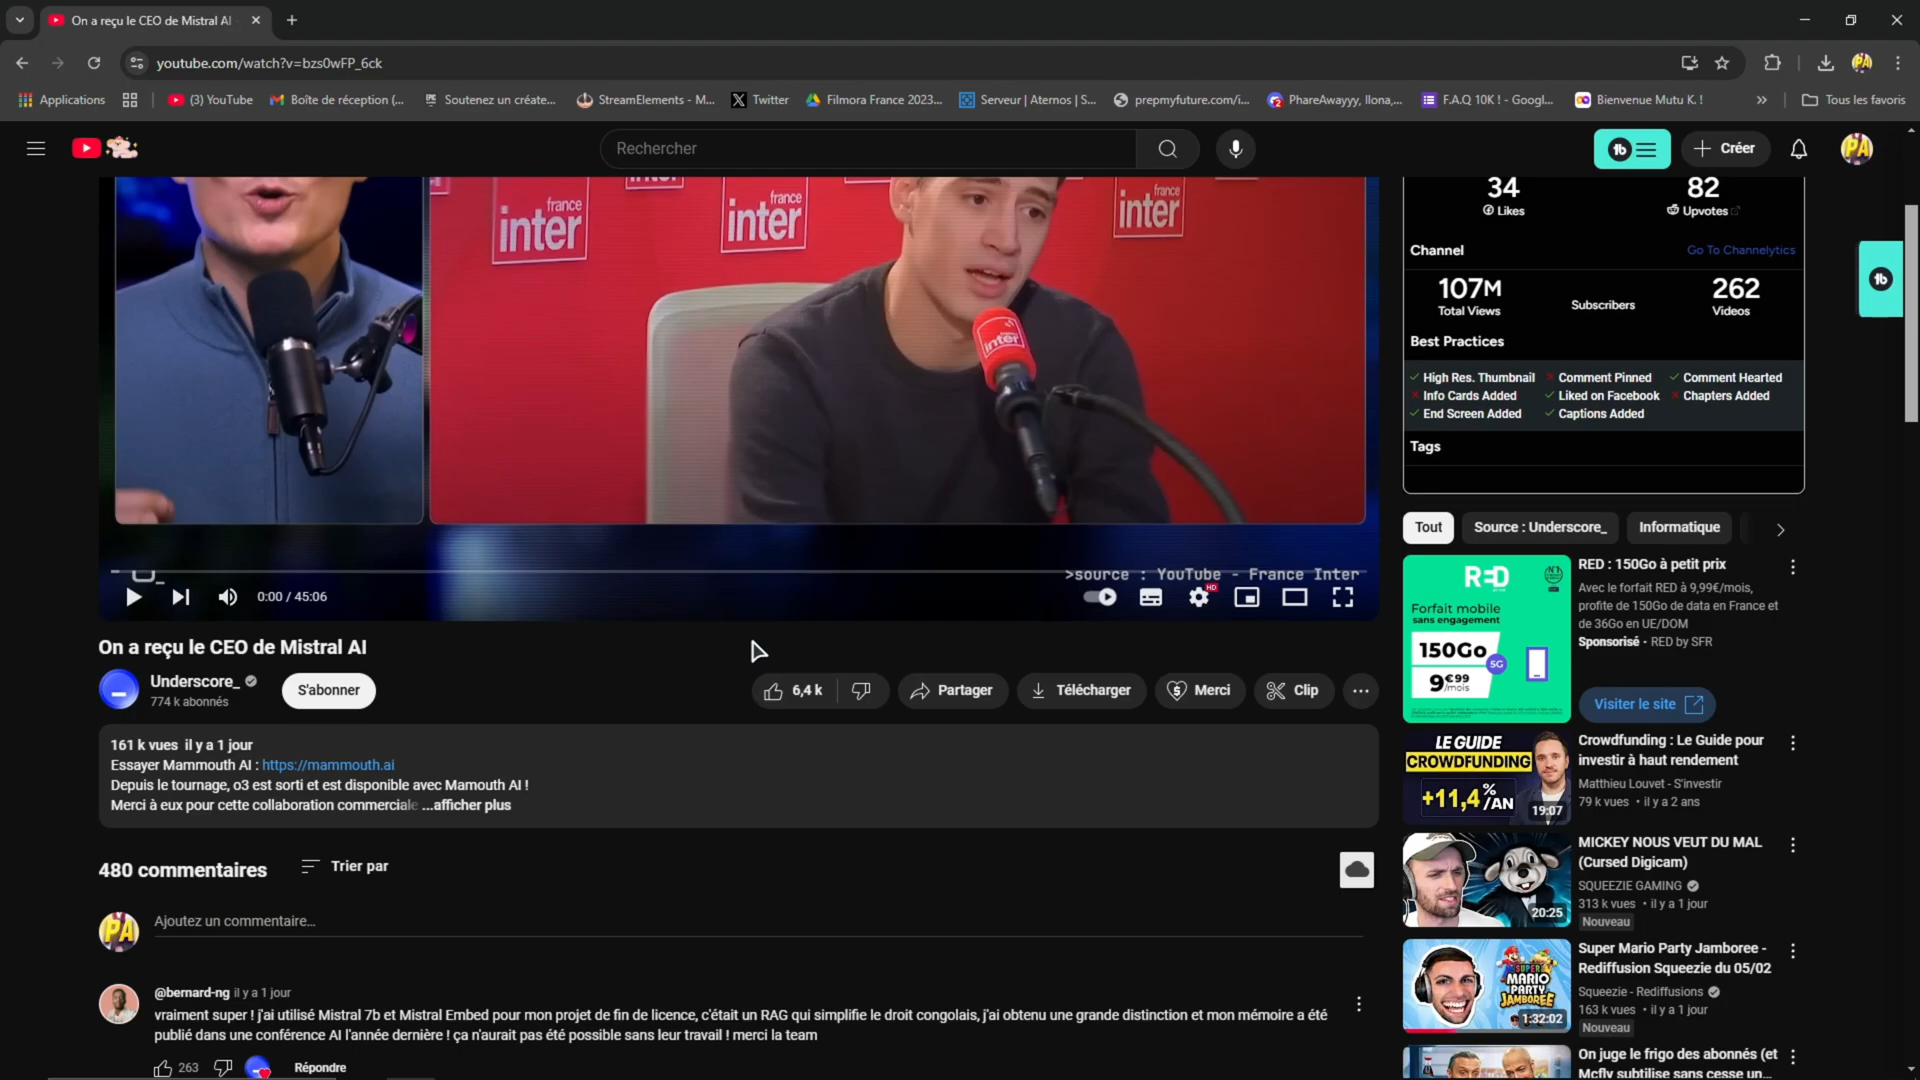 On a reçu le CEO de Mistral AI
youtube.com/watch?v=bzs0wFP_6ck
Applications
(3) YouTube
Boîte de réception (...
Soutenez un créate...
StreamElements - M...
Twitter
Filmora France 2023...
Serveur | Aternos | S...
prepmyfuture.com/i...
PhareAwayyy, Ilona,...
F.A.Q 10K ! - Googl...
Bienvenue Mutu K. !
Tous les favoris
Rechercher
Créer
PA
france
inter
france
inter
france
inter
inter
>source : YouTube - France Inter
0:00 / 45:06
HD
On a reçu le CEO de Mistral AI
Underscore_
774 k abonnés
S'abonner
6,4 k
Partager
Télécharger
Merci
Clip
161 k vues il y a 1 jour
Essayer Mammouth AI : https://mammouth.ai
Depuis le tournage, o3 est sorti et est disponible avec Mamouth AI !
Merci à eux pour cette collaboration commerciale ...afficher plus
480 commentaires
Trier par
PA
Ajoutez un commentaire...
@bernard-ng il y a 1 jour
vraiment super ! j'ai utilisé Mistral 7b et Mistral Embed pour mon projet de fin de licence, c'était un RAG qui simplifie le droit congolais, j'ai obtenu une grande distinction et mon mémoire a été
publié dans une conférence AI l'année dernière ! ça n'aurait pas été possible sans leur travail ! merci la team
263
Répondre
34
Likes
82
Upvotes
Channel
Go To Channelytics
107M
Total Views
Subscribers
262
Videos
Best Practices
High Res. Thumbnail
Comment Pinned
Comment Hearted
Info Cards Added
Liked on Facebook
Chapters Added
End Screen Added
Captions Added
Tags
Tout
Source : Underscore_
Informatique
RED
Forfait mobile
sans engagement
150Go
5G
9€99
/mois
RED : 150Go à petit prix
Avec le forfait RED à 9,99€/mois,
profite de 150Go de data en France et
de 36Go en UE/DOM
Sponsorisé · RED by SFR
Visiter le site
LE GUIDE
CROWDFUNDING
+11,4%/AN
19:07
Crowdfunding : Le Guide pour
investir à haut rendement
Matthieu Louvet - S'investir
79 k vues • il y a 2 ans
20:25
MICKEY NOUS VEUT DU MAL
(Cursed Digicam)
SQUEEZIE GAMING
313 k vues • il y a 1 jour
Nouveau
SUPER
MARIO
PARTY
JAMBOREE
1:32:02
Super Mario Party Jamboree -
Rediffusion Squeezie du 05/02
Squeezie - Rediffusions
163 k vues • il y a 1 jour
Nouveau
On juge le frigo des abonnés (et
Mcfly subtilise sans cesse un...